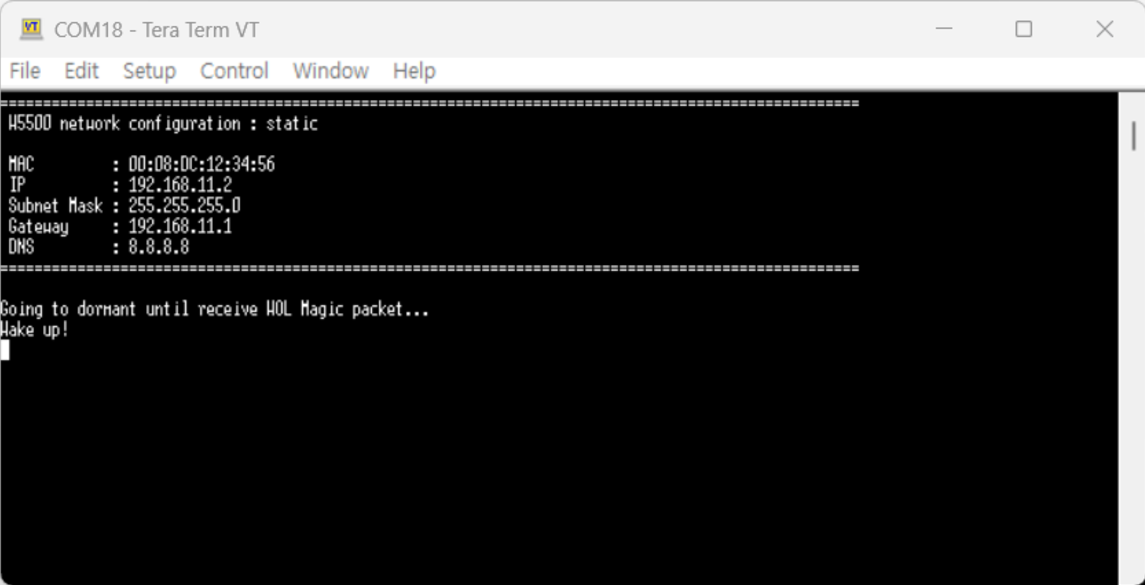 COM18 - Tera Term VT
File Edit Setup Control Window Help
====================================================================================================
W5500 network configuration : static
MAC : 00:08:DC:12:34:56
IP : 192.168.11.2
Subnet Mask : 255.255.255.0
Gateway : 192.168.11.1
DNS : 8.8.8.8
====================================================================================================
Going to dormant until receive WOL Magic packet...
Wake up!